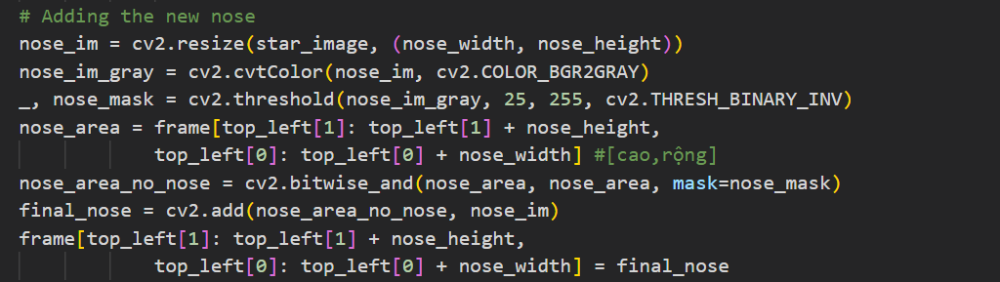 # Adding the new nose
nose_im = cv2.resize(star_image, (nose_width, nose_height))
nose_im_gray = cv2.cvtColor(nose_im, cv2.COLOR_BGR2GRAY)
_, nose_mask = cv2.threshold(nose_im_gray, 25, 255, cv2.THRESH_BINARY_INV)
nose_area = frame[top_left[1]: top_left[1] + nose_height,
            top_left[0]: top_left[0] + nose_width] #[cao,rộng]
nose_area_no_nose = cv2.bitwise_and(nose_area, nose_area, mask=nose_mask)
final_nose = cv2.add(nose_area_no_nose, nose_im)
frame[top_left[1]: top_left[1] + nose_height,
            top_left[0]: top_left[0] + nose_width] = final_nose